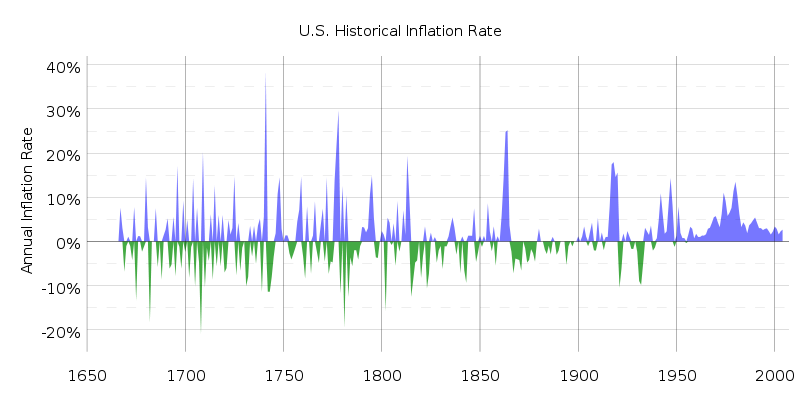 U.S. Historical Inflation Rate
Annual Inflation Rate
40%
30%
20%
10%
0%
-10%
-20%
1650 1700 1750 1800 1850 1900 1950 2000